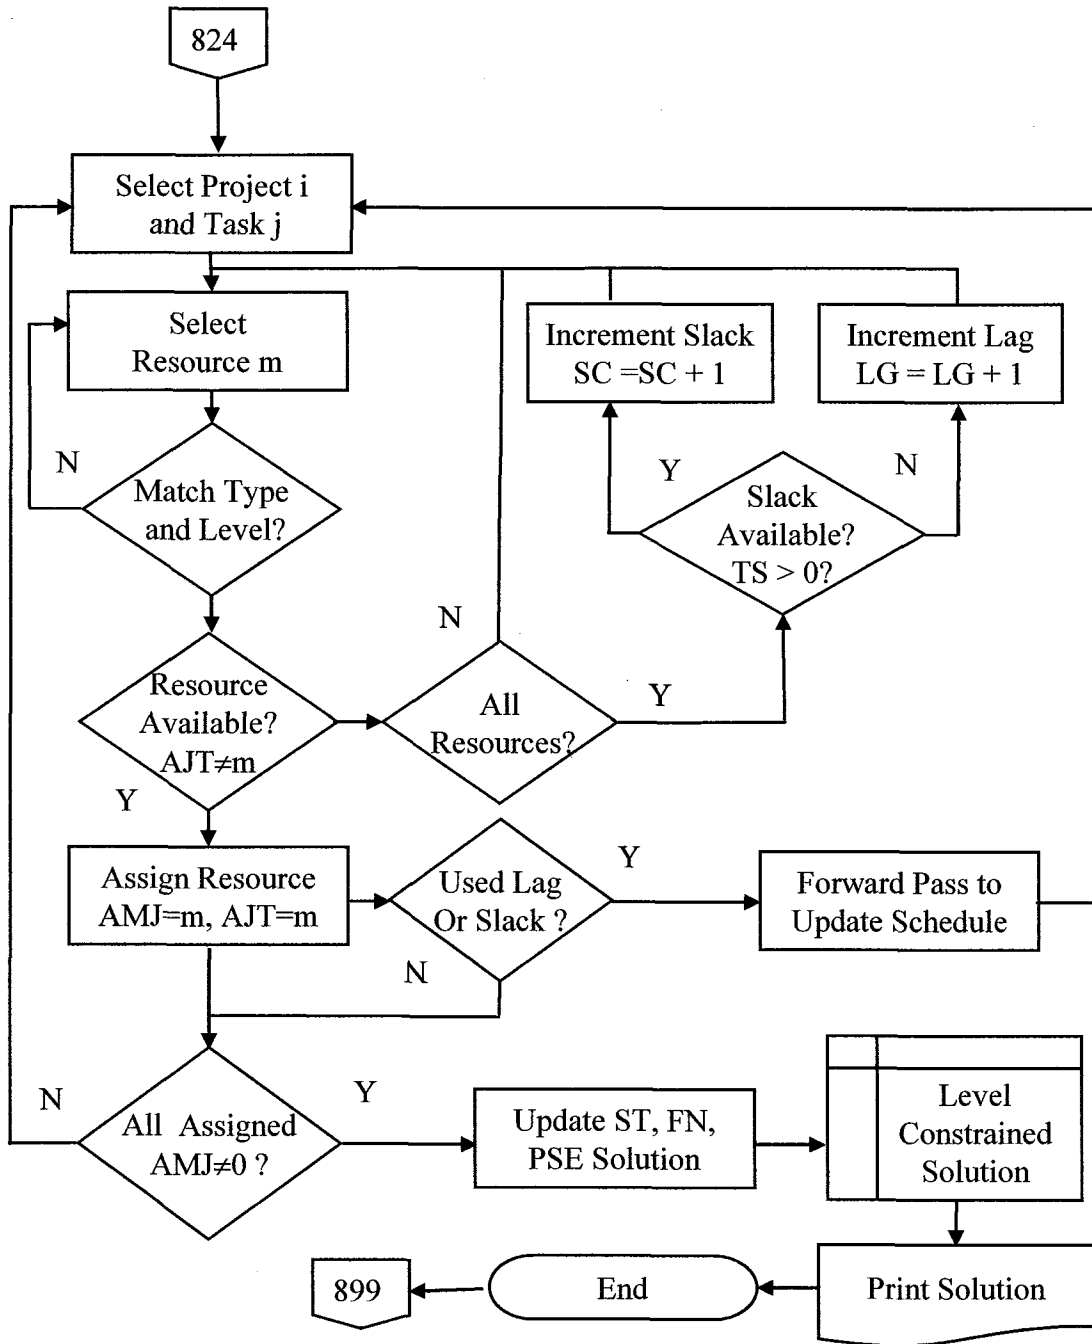 824
Select Project i
and Task j
Select
Resource m
Increment Slack
SC =SC + 1
Increment Lag
LG = LG + 1
N
Match Type
and Level?
Y
N
Slack
Available?
TS > 0?
N
Resource
Available?
AJT≠m
All
Resources?
Y
Y
Assign Resource
AMJ=m, AJT=m
Used Lag
Or Slack ?
Y
Forward Pass to
Update Schedule
N
N
All Assigned
AMJ≠0 ?
Y
Update ST, FN,
PSE Solution
Level
Constrained
Solution
899
End
Print Solution